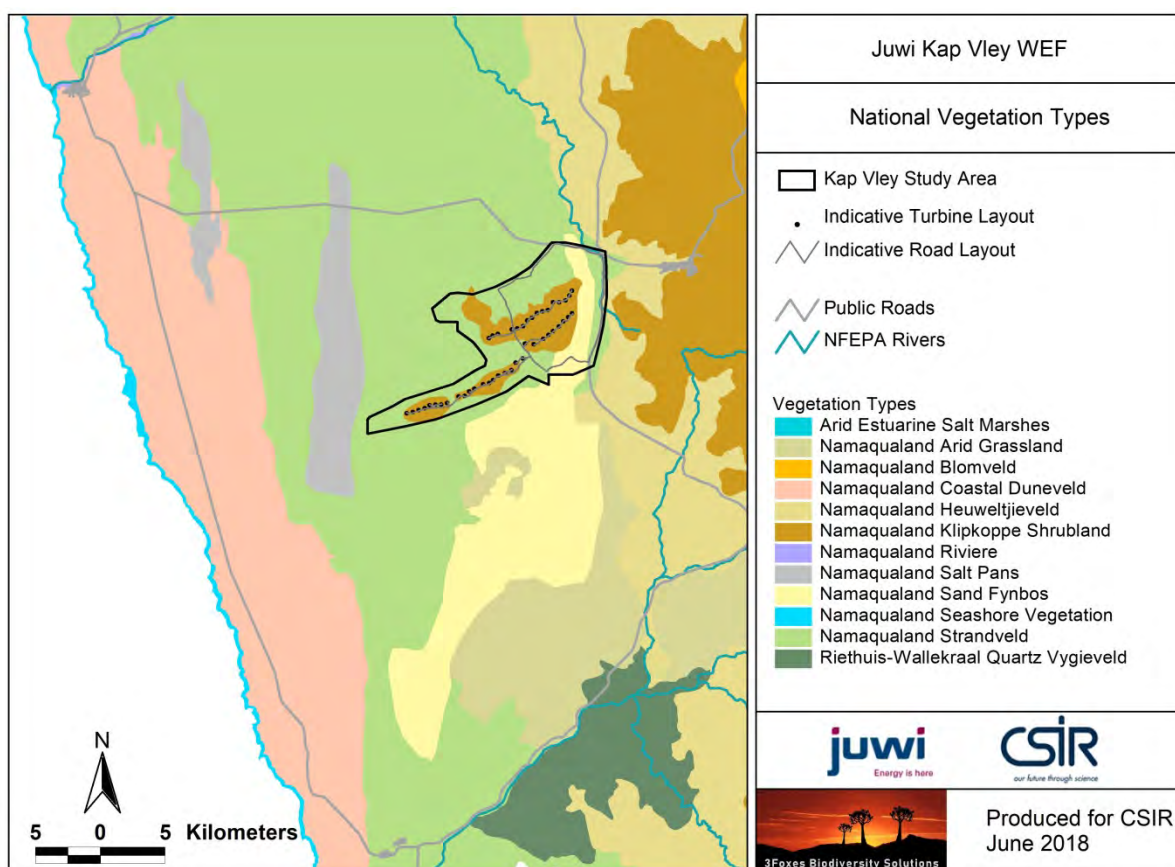 Juwi Kap Vley WEF
National Vegetation Types
Kap Vley Study Area
Indicative Turbine Layout
Indicative Road Layout
Public Roads
NFEPA Rivers
Vegetation Types
Arid Estuarine Salt Marshes
Namaqualand Arid Grassland
Namaqualand Blomveld
Namaqualand Coastal Duneveld
Namaqualand Heuweltjieveld
Namaqualand Klipkoppe Shrubland
Namaqualand Riviere
Namaqualand Salt Pans
Namaqualand Sand Fynbos
Namaqualand Seashore Vegetation
Namaqualand Strandveld
Riethuis-Wallekraal Quartz Vygieveld
N
5 0 5 Kilometers
juwi
Energy is here
CSIR
our future through science
3Foxes Biodiversity Solutions
Produced for CSIR
June 2018